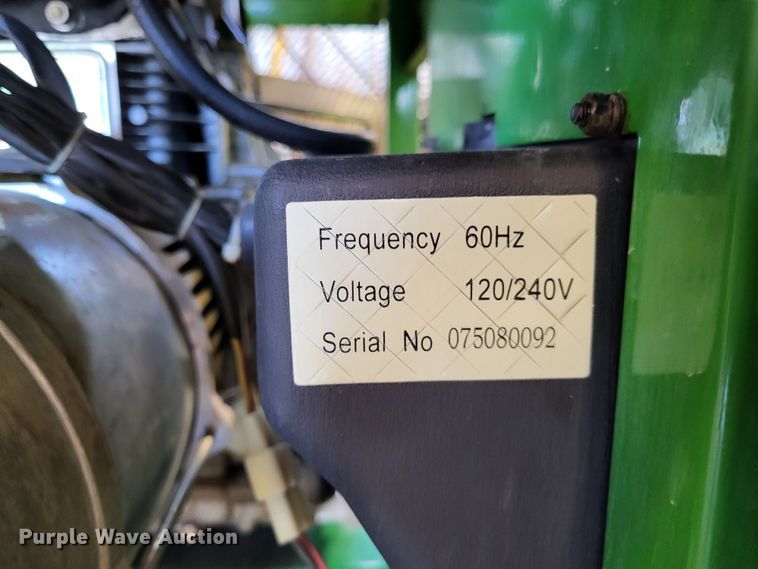 Frequency 60Hz
Voltage 120/240V
Serial No 075080092
Purple Wave Auction